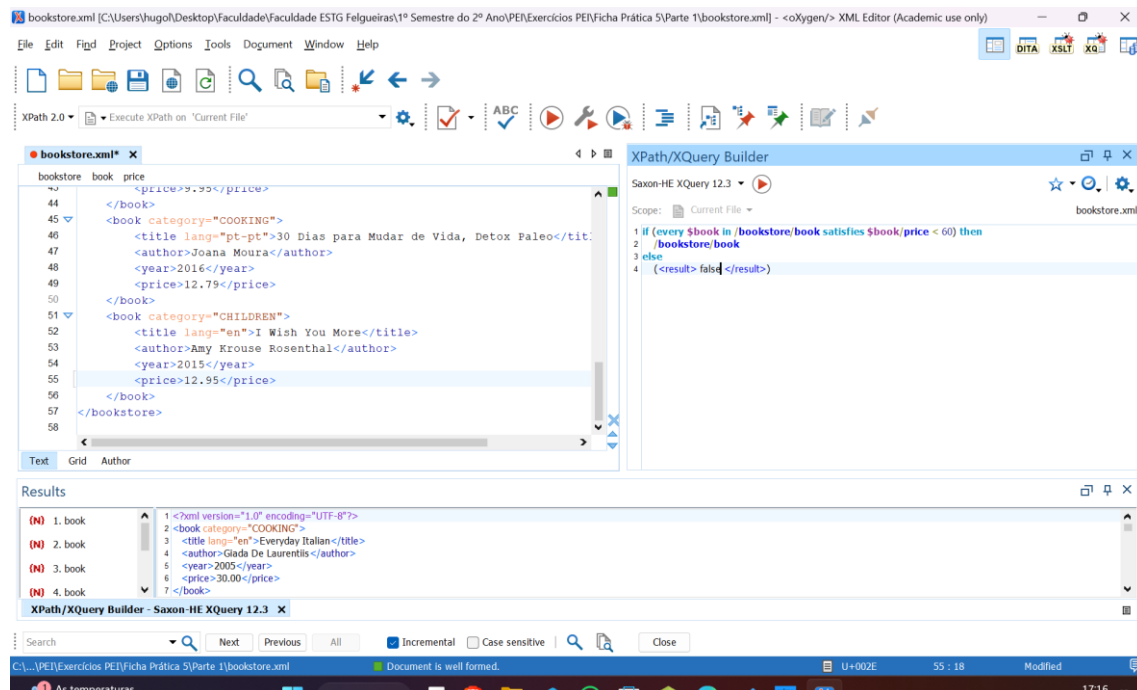 bookstore.xml [C:\Users\hugol\Desktop\Faculdade\Faculdade ESTG Felgueiras\1º Semestre do 2º Ano\PEI\Exercícios PEI\Ficha Prática 5\Parte 1\bookstore.xml] - <oXygen/> XML Editor (Academic use only)
File Edit Find Project Options Tools Document Window Help
DITA XSLT XQ
XPath 2.0 Execute XPath on 'Current File' ABC
bookstore.xml*
bookstore book price
43 <price>9.95</price>
44 </book>
45 <book category="COOKING">
46 <title lang="pt-pt">30 Dias para Mudar de Vida, Detox Paleo</tit
47 <author>Joana Moura</author>
48 <year>2016</year>
49 <price>12.79</price>
50 </book>
51 <book category="CHILDREN">
52 <title lang="en">I Wish You More</title>
53 <author>Amy Krouse Rosenthal</author>
54 <year>2015</year>
55 <price>12.95</price>
56 </book>
57 </bookstore>
58
Text Grid Author
XPath/XQuery Builder
Saxon-HE XQuery 12.3
Scope: Current File bookstore.xml
1 if (every $book in /bookstore/book satisfies $book/price < 60) then
2 /bookstore/book
3 else
4 (<result> false </result>)
Results
(N) 1. book
(N) 2. book
(N) 3. book
(N) 4. book
1 <?xml version="1.0" encoding="UTF-8"?>
2 <book category="COOKING">
3 <title lang="en">Everyday Italian</title>
4 <author>Giada De Laurentiis</author>
5 <year>2005</year>
6 <price>30.00</price>
7 </book>
XPath/XQuery Builder - Saxon-HE XQuery 12.3
Search Next Previous All Incremental Case sensitive Close
C:\...\PEI\Exercícios PEI\Ficha Prática 5\Parte 1\bookstore.xml Document is well formed. U+002E 55 : 18 Modified
1 As temperaturas 17:16